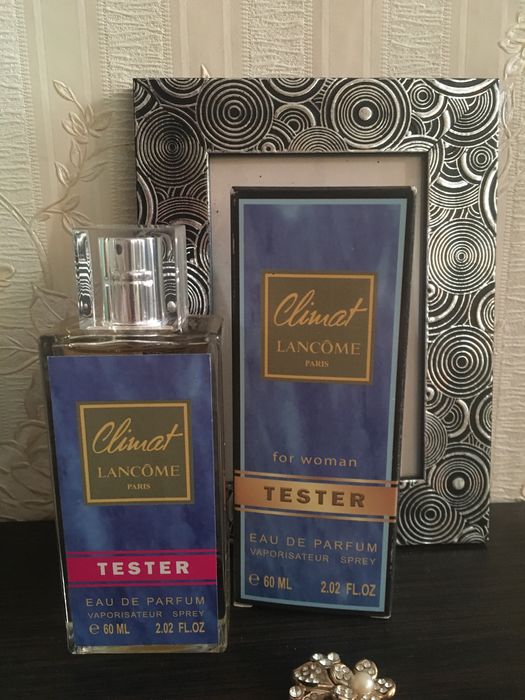 Climat
LANCÔME
PARIS
TESTER
EAU DE PARFUM
VAPORISATEUR SPREY
e 60 ML 2.02 FL.OZ
Climat
LANCÔME
PARIS
for woman
TESTER
EAU DE PARFUM
VAPORISATEUR SPREY
e 60 ML 2.02 FL.OZ